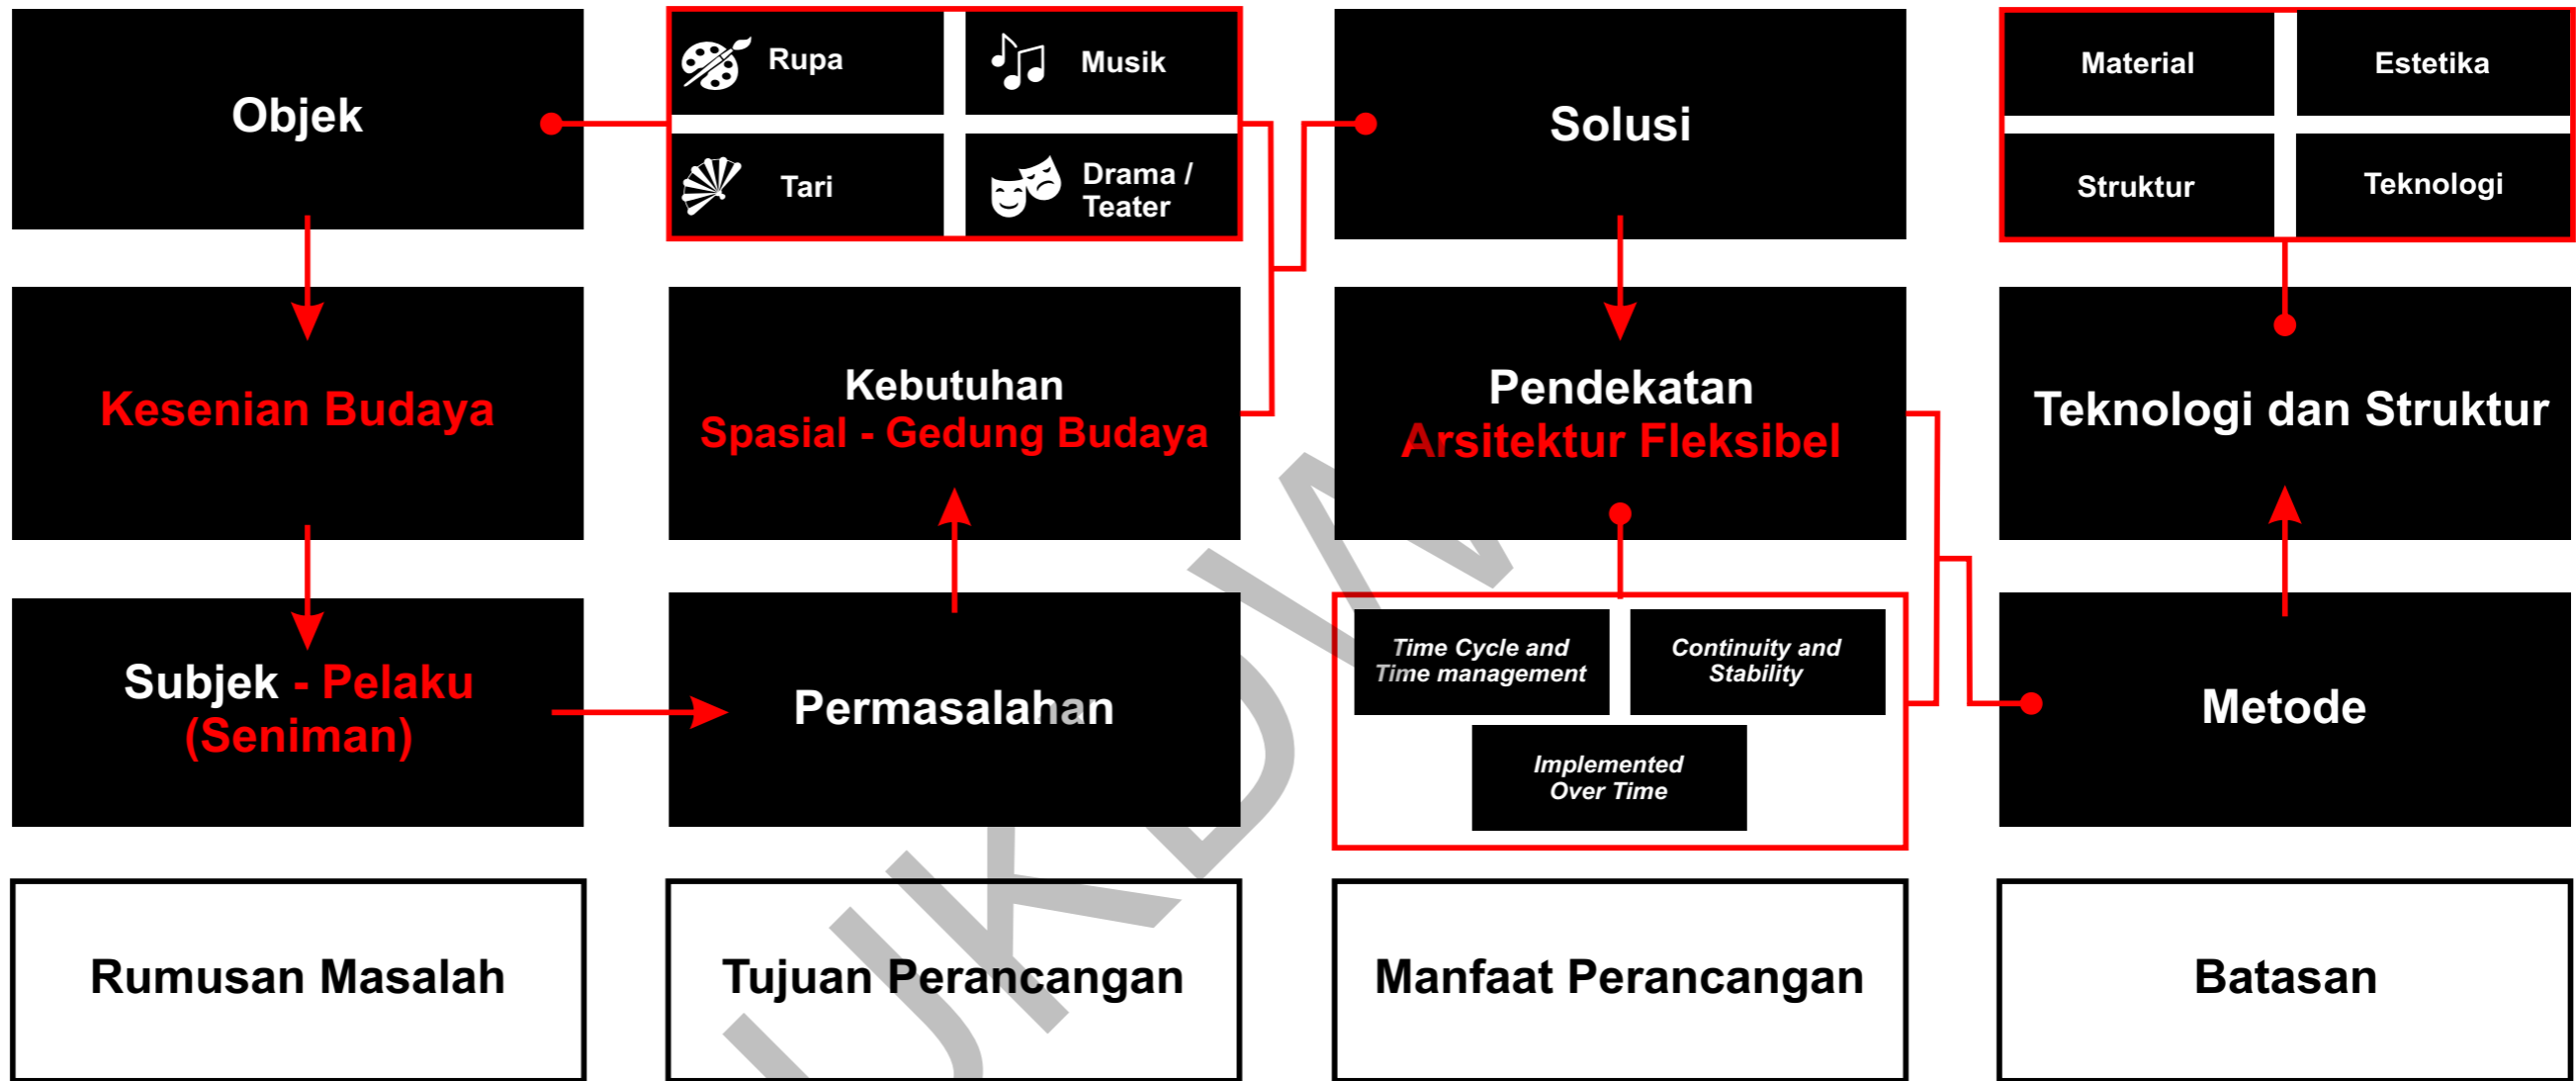 Objek
Rupa
Musik
Tari
Drama /
Teater
Solusi
Material
Estetika
Struktur
Teknologi
Kesenian Budaya
Kebutuhan
Spasial - Gedung Budaya
Pendekatan
Arsitektur Fleksibel
Teknologi dan Struktur
Subjek - Pelaku
(Seniman)
Permasalahan
Time Cycle and
Time management
Continuity and
Stability
Implemented
Over Time
Metode
Rumusan Masalah
Tujuan Perancangan
Manfaat Perancangan
Batasan
UKDW